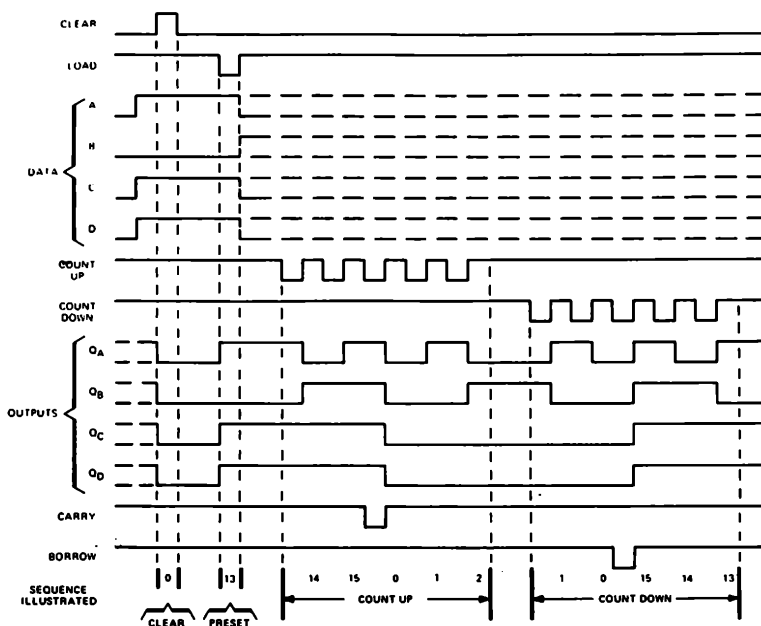 CLEAR
LOAD
A
H
DATA
C
D
COUNT
UP
COUNT
DOWN
QA
QB
OUTPUTS
QC
QD
CARRY
BORROW
0 13 14 15 0 1 2 1 0 15 14 13
SEQUENCE
ILLUSTRATED
COUNT UP COUNT DOWN
CLEAR PRESET